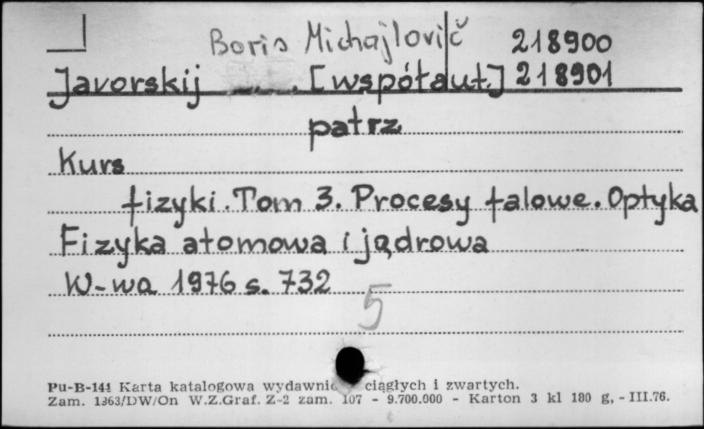 Boris Michajlovič 218900
Javorskij [współaut.] 218901
patrz
Kurs
fizyki. Tom 3. Procesy falowe. Optyka
Fizyka atomowa i jądrowa
W-wa 1976 s. 732
5
Pu-B-141 Karta katalogowa wydawnic ciągłych i zwartych.
Zam. 1363/DW/On W.Z.Graf. Z-2 zam. 107 - 9.700.000 - Karton 3 kl 180 g, - III.76.